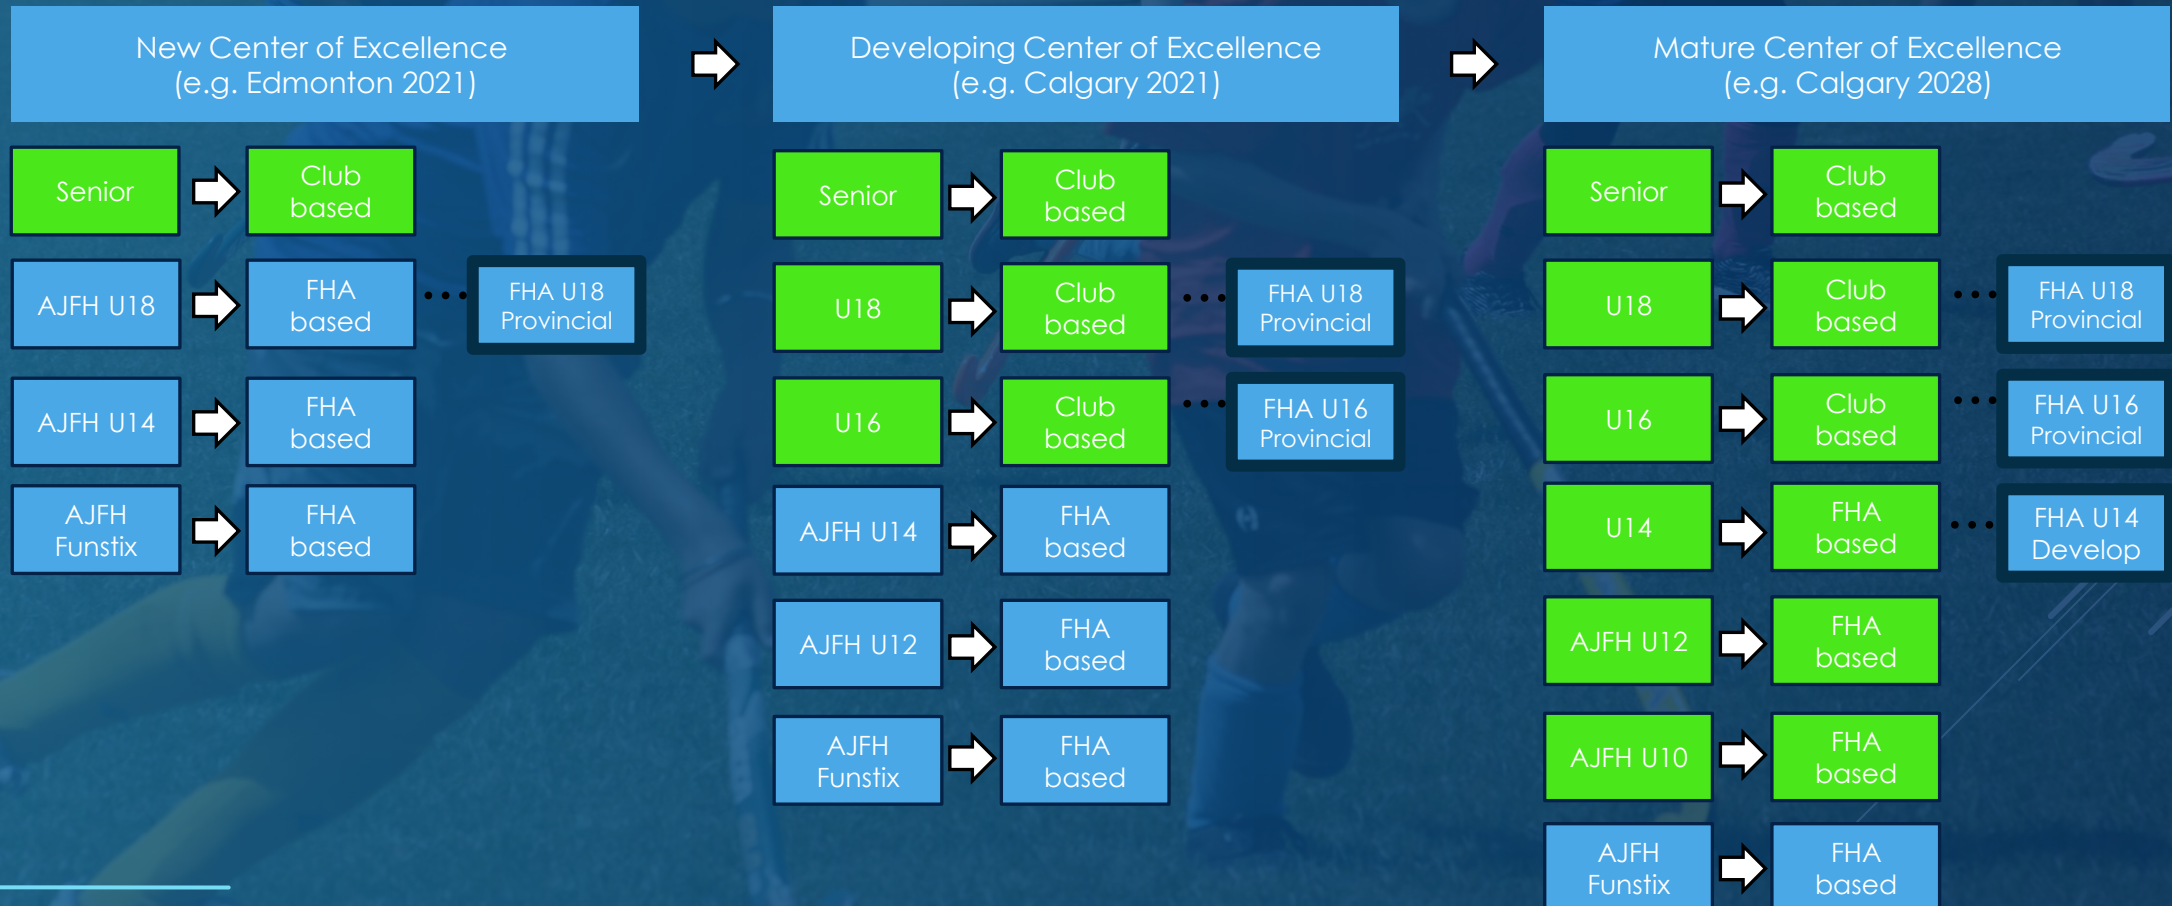 New Center of Excellence
(e.g. Edmonton 2021)
Senior
Club
based
AJFH U18
FHA
based
FHA U18
Provincial
AJFH U14
FHA
based
AJFH
Funstix
FHA
based
Developing Center of Excellence
(e.g. Calgary 2021)
Senior
Club
based
U18
Club
based
FHA U18
Provincial
U16
Club
based
FHA U16
Provincial
AJFH U14
FHA
based
AJFH U12
FHA
based
AJFH
Funstix
FHA
based
Mature Center of Excellence
(e.g. Calgary 2028)
Senior
Club
based
U18
Club
based
FHA U18
Provincial
U16
Club
based
FHA U16
Provincial
U14
FHA
based
FHA U14
Develop
AJFH U12
FHA
based
AJFH U10
FHA
based
AJFH
Funstix
FHA
based